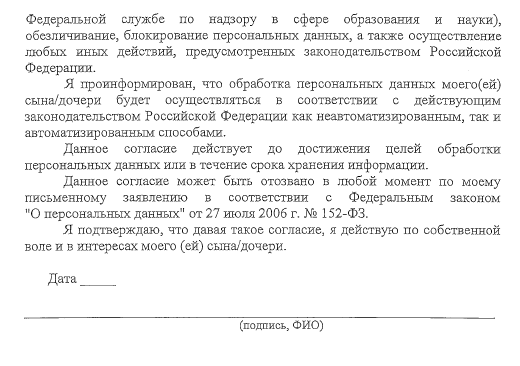 Федеральной службе по надзору в сфере образования и науки),
обезличивание, блокирование персональных данных, а также осуществление
любых иных действий, предусмотренных законодательством Российской
Федерации.
Я проинформирован, что обработка персональных данных моего(ей)
сына/дочери будет осуществляться в соответствии с действующим
законодательством Российской Федерации как неавтоматизированным, так и
автоматизированным способами.
Данное согласие действует до достижения целей обработки
персональных данных или в течение срока хранения информации.
Данное согласие может быть отозвано в любой момент по моему
письменному заявлению в соответствии с Федеральным законом
"О персональных данных" от 27 июля 2006 г. № 152-ФЗ.
Я подтверждаю, что давая такое согласие, я действую по собственной
воле и в интересах моего (ей) сына/дочери.
Дата _____
(подпись, ФИО)